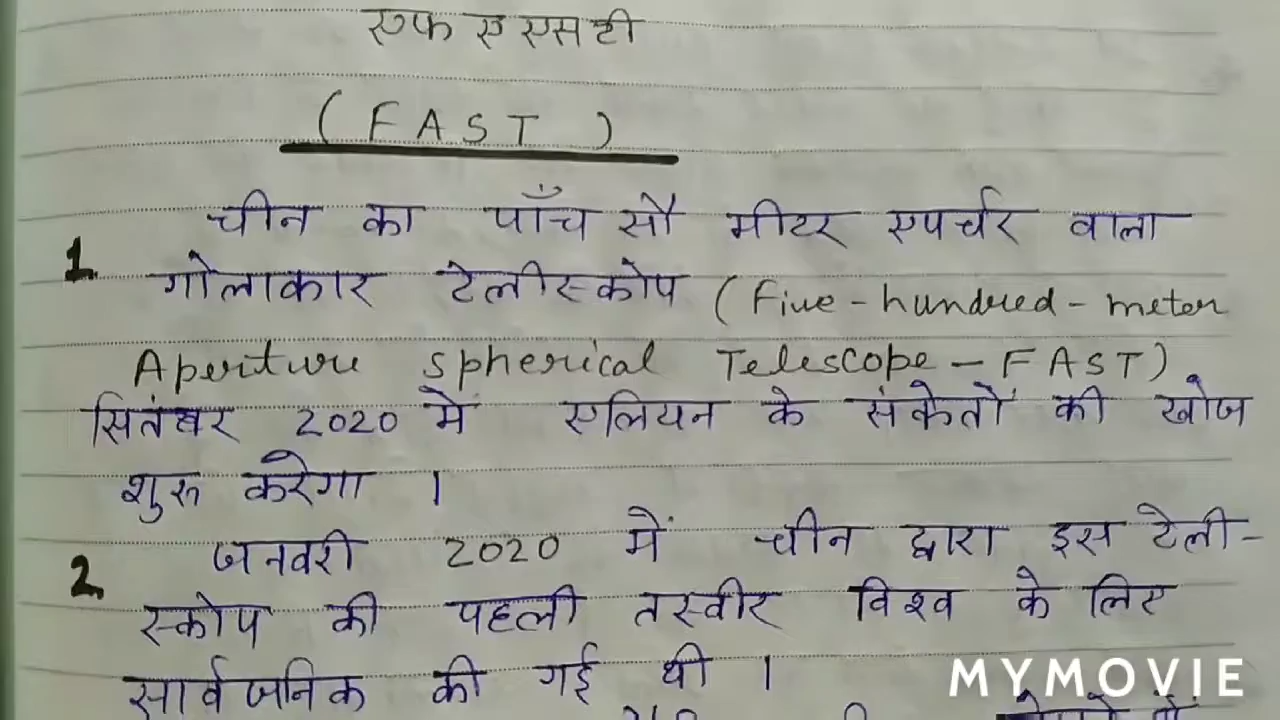 एफ ए एस टी
( FAST )
चीन का पाँच सौ मीटर एपर्चर वाला
1. गोलाकार टेलीस्कोप (Five-hundred-meter
Aperture Spherical Telescope-FAST)
सितंबर 2020 में एलियन के संकेतों की खोज
शुरू करेगा ।
जनवरी 2020 में चीन द्वारा इस टेली-
2. स्कोप की पहली तस्वीर विश्व के लिए
सार्वजनिक की गई थी ।
MYMOVIE